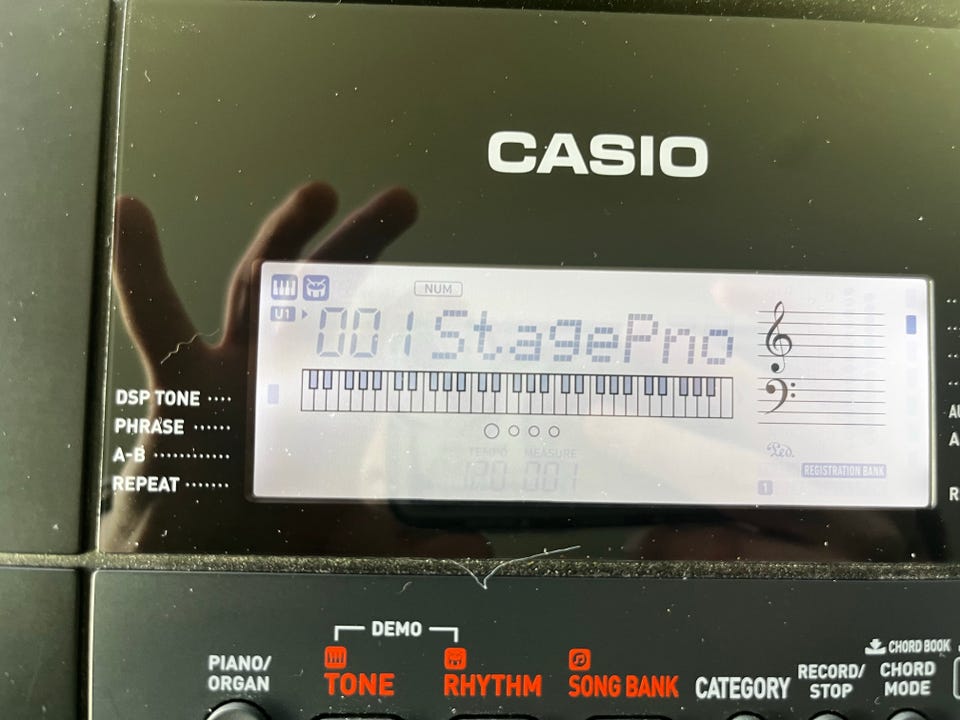 CASIO
NUM
U1
001 StagePno
DSP TONE
PHRASE
A-B
REPEAT
TEMPO MEASURE
120 001
Ped.
REGISTRATION BANK
1
DEMO
PIANO/
ORGAN
TONE
RHYTHM
SONG BANK
CATEGORY
RECORD/
STOP
CHORD BOOK
CHORD
MODE